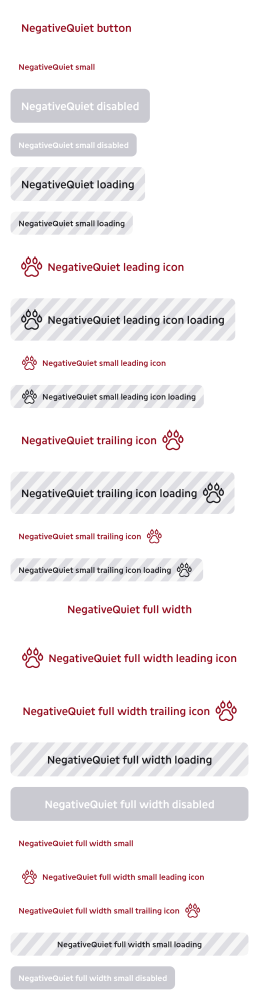 NegativeQuiet button
NegativeQuiet small
NegativeQuiet disabled
NegativeQuiet small disabled
NegativeQuiet loading
NegativeQuiet small loading
NegativeQuiet leading icon
NegativeQuiet leading icon loading
NegativeQuiet small leading icon
NegativeQuiet small leading icon loading
NegativeQuiet trailing icon
NegativeQuiet trailing icon loading
NegativeQuiet small trailing icon
NegativeQuiet small trailing icon loading
NegativeQuiet full width
NegativeQuiet full width leading icon
NegativeQuiet full width trailing icon
NegativeQuiet full width loading
NegativeQuiet full width disabled
NegativeQuiet full width small
NegativeQuiet full width small leading icon
NegativeQuiet full width small trailing icon
NegativeQuiet full width small loading
NegativeQuiet full width small disabled